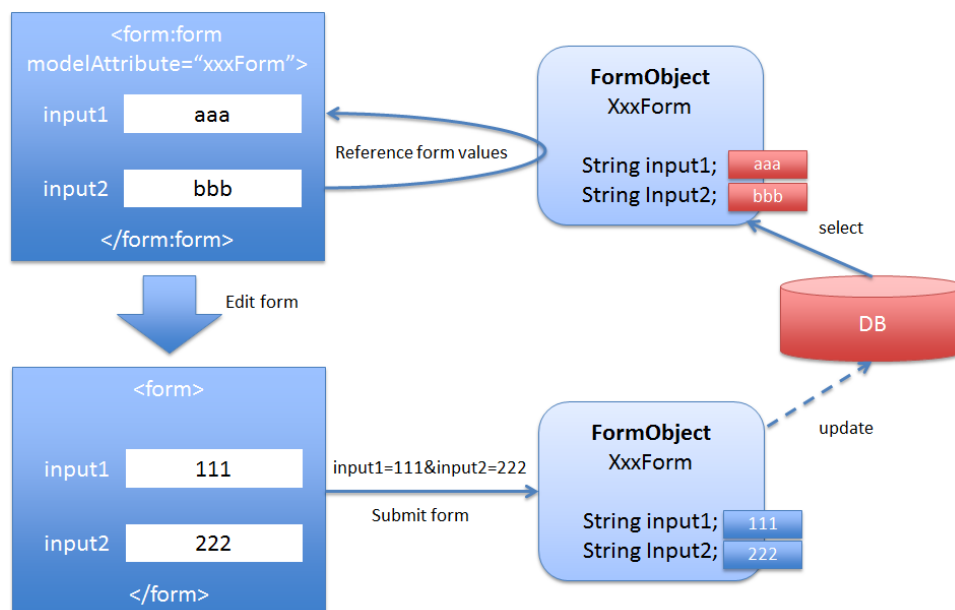 <form:form
modelAttribute=“xxxForm”>
input1 aaa
input2 bbb
</form:form>
Reference form values
FormObject
XxxForm
String input1; aaa
String Input2; bbb
select
DB
Edit form
<form>
input1 111
input2 222
</form>
input1=111&input2=222
Submit form
FormObject
XxxForm
String input1; 111
String Input2; 222
update